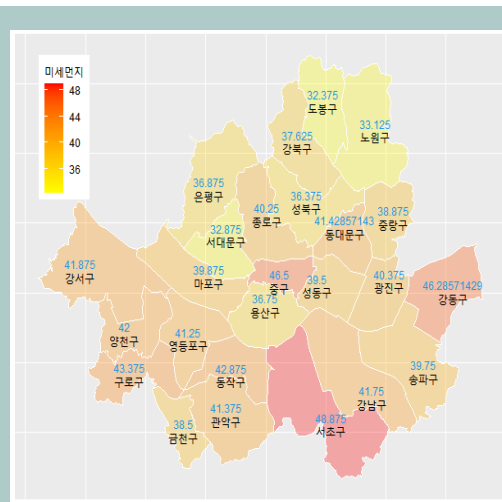 미세먼지
48
44
40
36
32.375
도봉구
33.125
노원구
37.625
강북구
36.875
은평구
40.25
종로구
36.375
성북구
41.42857143
동대문구
38.875
중랑구
32.875
서대문구
41.875
강서구
39.875
마포구
46.5
중구
39.5
성동구
40.375
광진구
46.28571429
강동구
36.75
용산구
42
양천구
41.25
영등포구
43.375
구로구
42.875
동작구
39.75
송파구
41.75
강남구
41.375
관악구
38.5
금천구
48.875
서초구